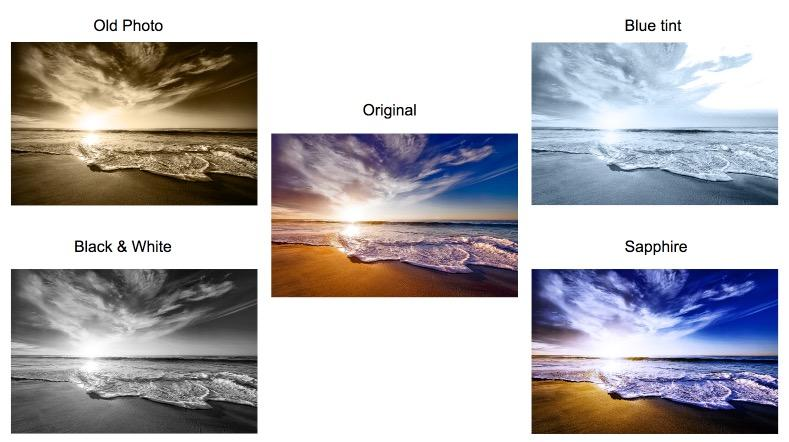 Old Photo
Blue tint
Original
Black & White
Sapphire